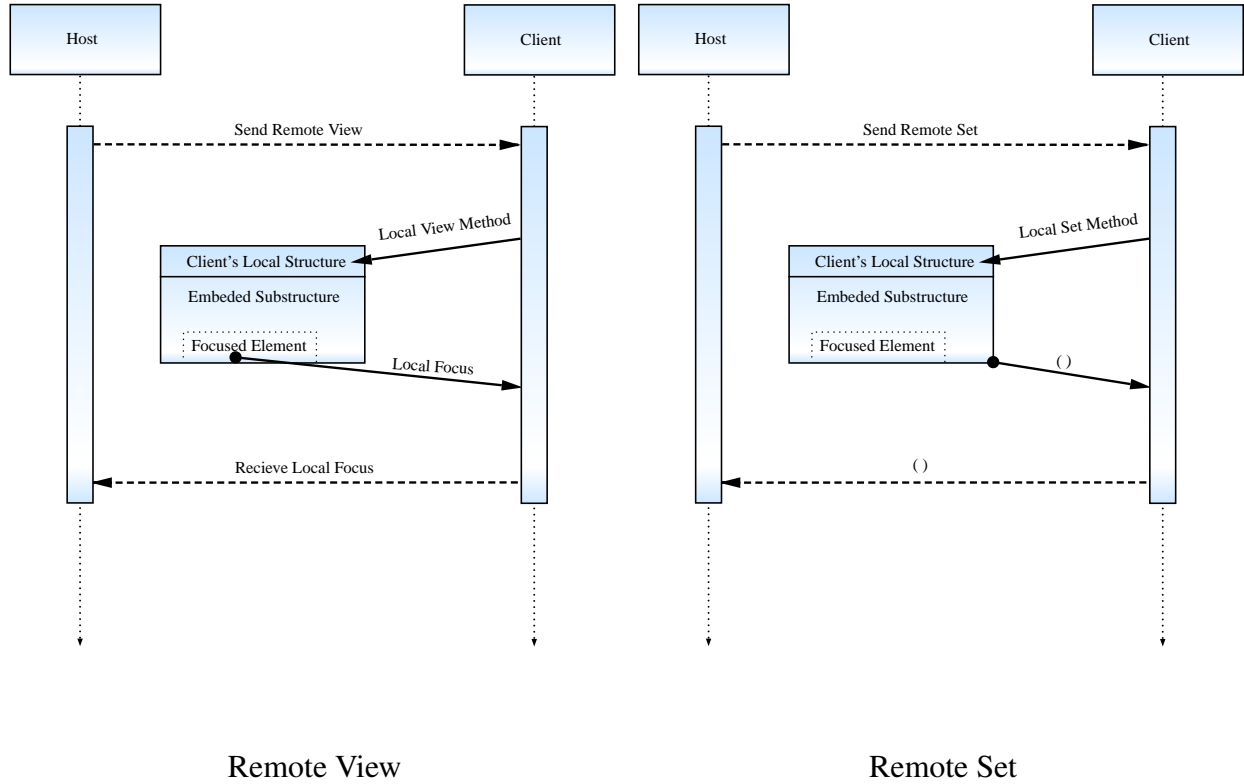 Host
Client
Send Remote View
Local View Method
Client's Local Structure
Embeded Substructure
Focused Element
Local Focus
Recieve Local Focus
Remote View
Host
Client
Send Remote Set
Local Set Method
Client's Local Structure
Embeded Substructure
Focused Element
( )
( )
Remote Set